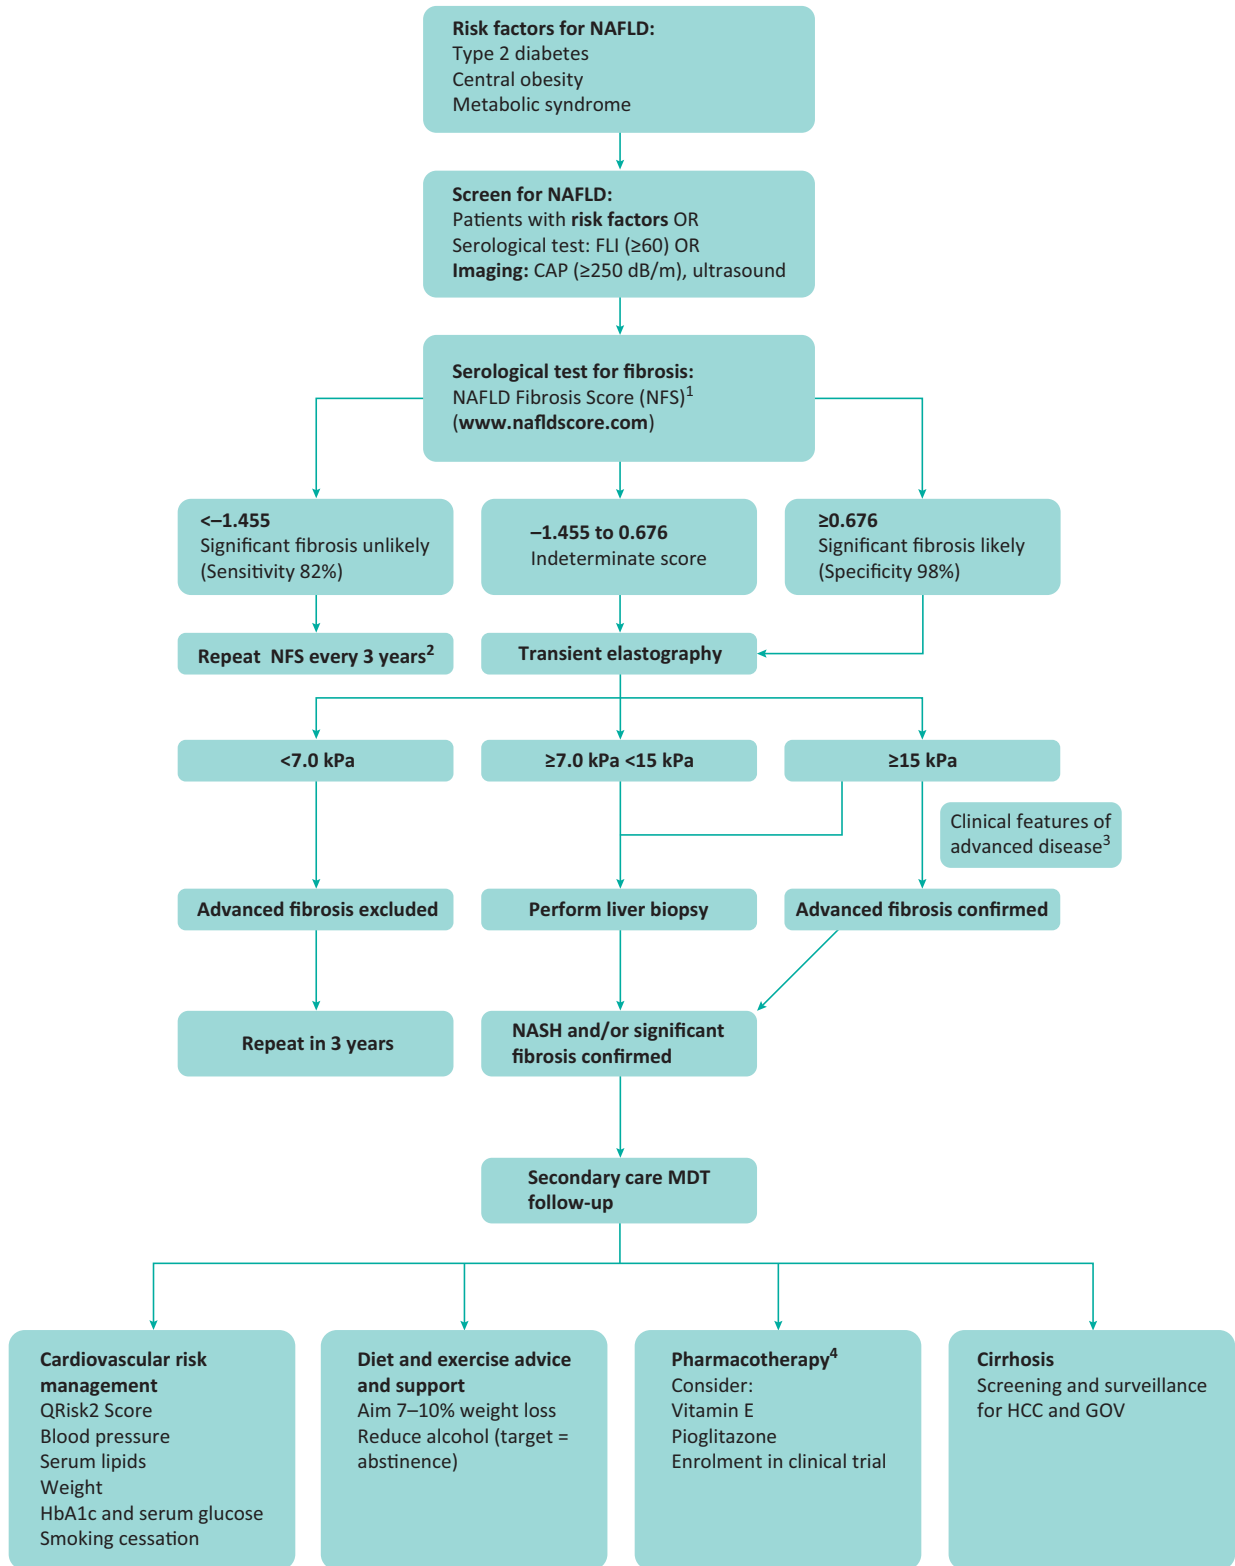 Risk factors for NAFLD:
Type 2 diabetes
Central obesity
Metabolic syndrome
Screen for NAFLD:
Patients with risk factors OR
Serological test: FLI (≥60) OR
Imaging: CAP (≥250 dB/m), ultrasound
Serological test for fibrosis:
NAFLD Fibrosis Score (NFS)1
(www.nafldscore.com)
<–1.455
Significant fibrosis unlikely
(Sensitivity 82%)
–1.455 to 0.676
Indeterminate score
≥0.676
Significant fibrosis likely
(Specificity 98%)
Repeat NFS every 3 years2
Transient elastography
<7.0 kPa
≥7.0 kPa <15 kPa
≥15 kPa
Clinical features of
advanced disease3
Advanced fibrosis excluded
Perform liver biopsy
Advanced fibrosis confirmed
Repeat in 3 years
NASH and/or significant
fibrosis confirmed
Secondary care MDT
follow-up
Cardiovascular risk
management
QRisk2 Score
Blood pressure
Serum lipids
Weight
HbA1c and serum glucose
Smoking cessation
Diet and exercise advice
and support
Aim 7–10% weight loss
Reduce alcohol (target =
abstinence)
Pharmacotherapy4
Consider:
Vitamin E
Pioglitazone
Enrolment in clinical trial
Cirrhosis
Screening and surveillance
for HCC and GOV